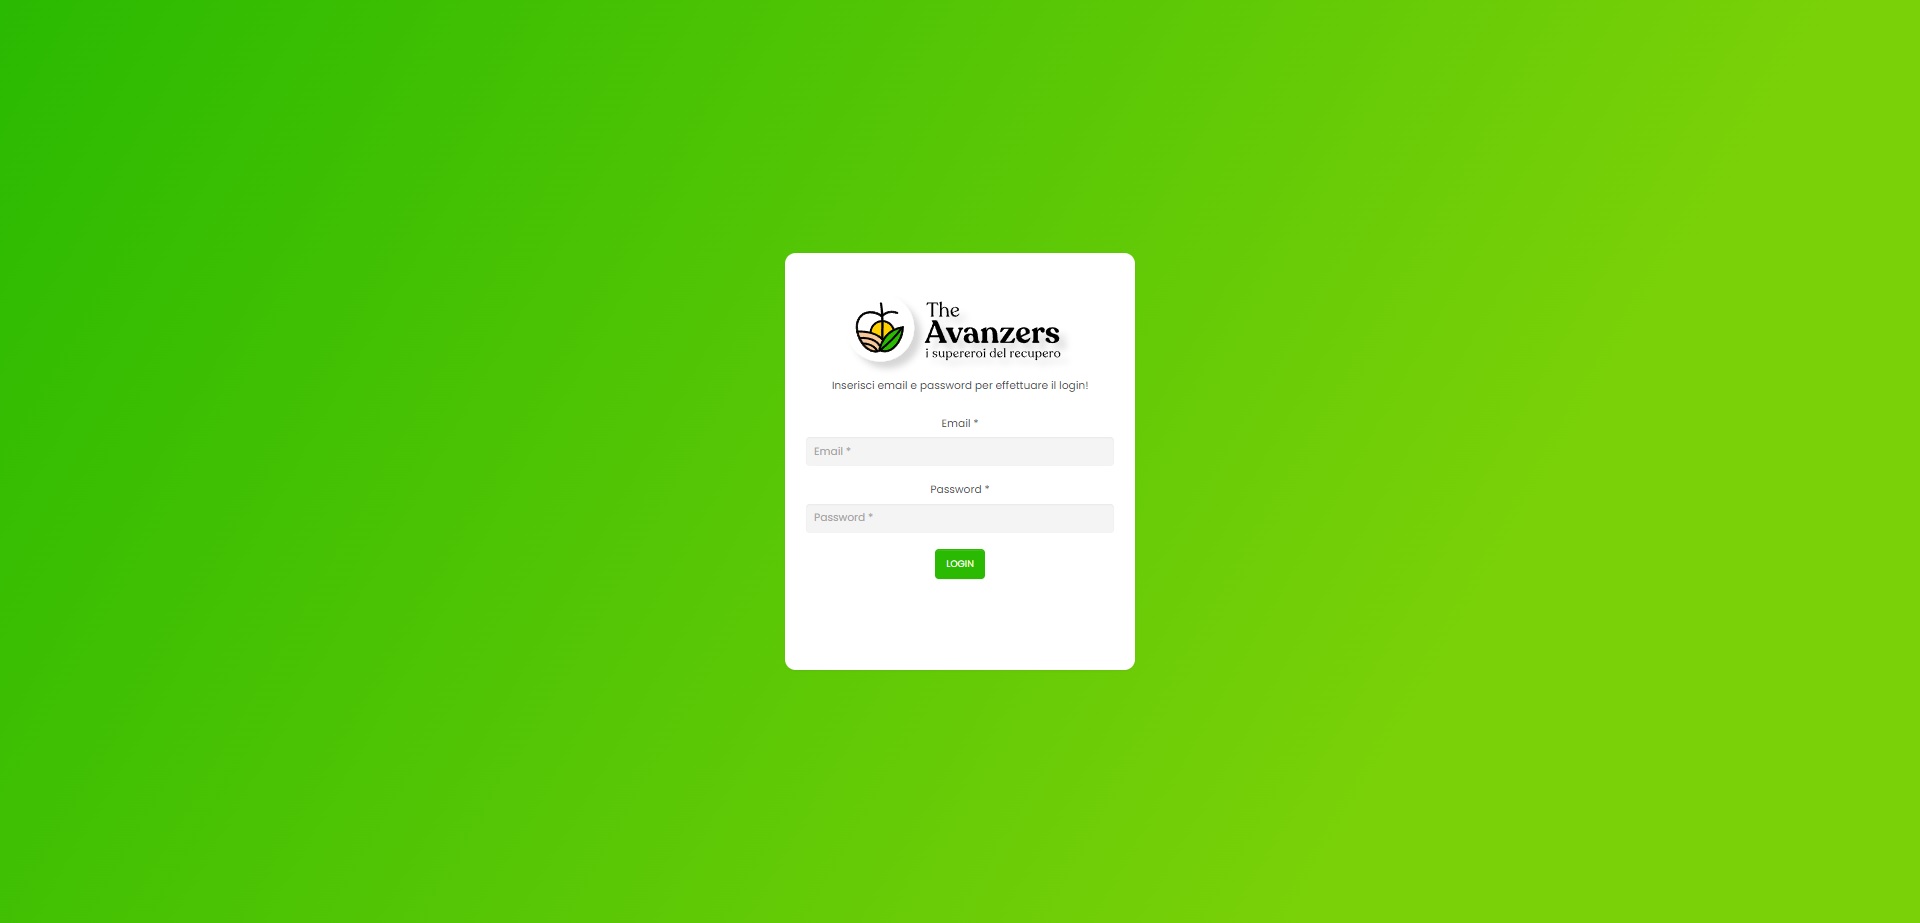 The
Avanzers
i supereroi del recupero
Inserisci email e password per effettuare il login!
Email *
Email *
Password *
Password *
LOGIN